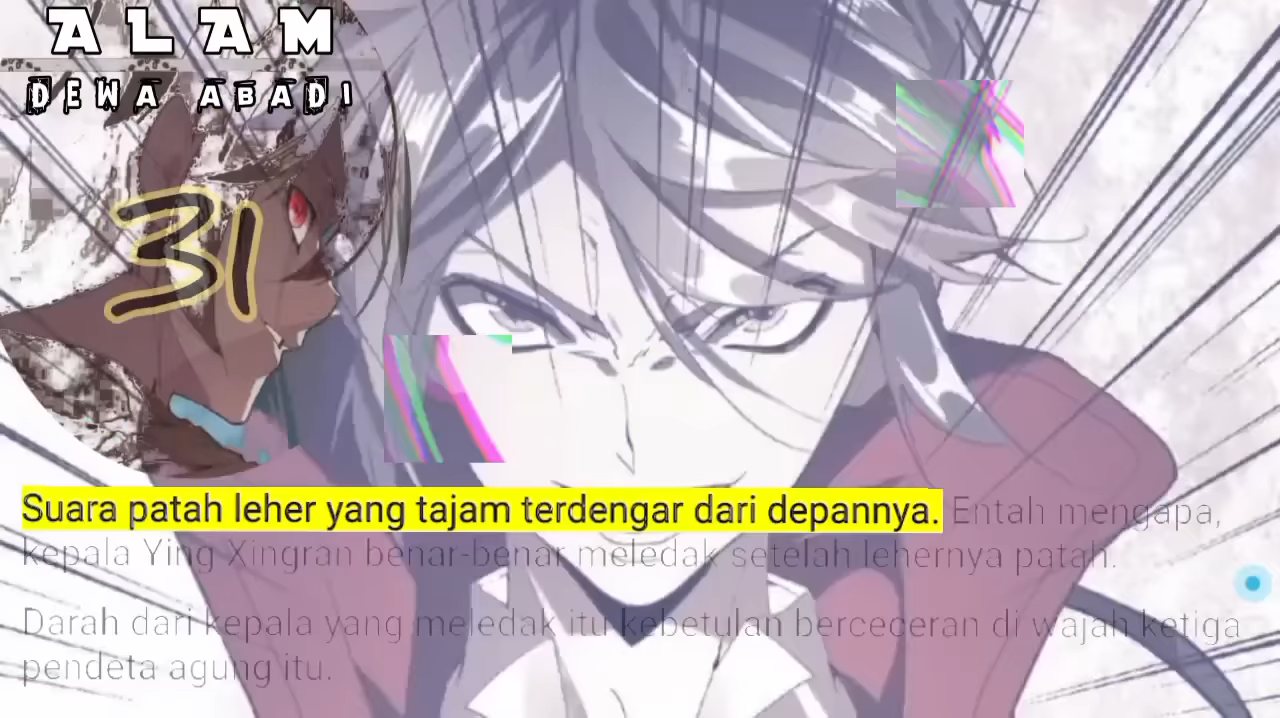 ALAM
DEWA ABADI
31
Suara patah leher yang tajam terdengar dari depannya. Entah mengapa,
kepala Ying Xingran benar-benar meledak setelah lehernya patah.
Darah dari kepala yang meledak itu kebetulan berceceran di wajah ketiga
pendeta agung itu.